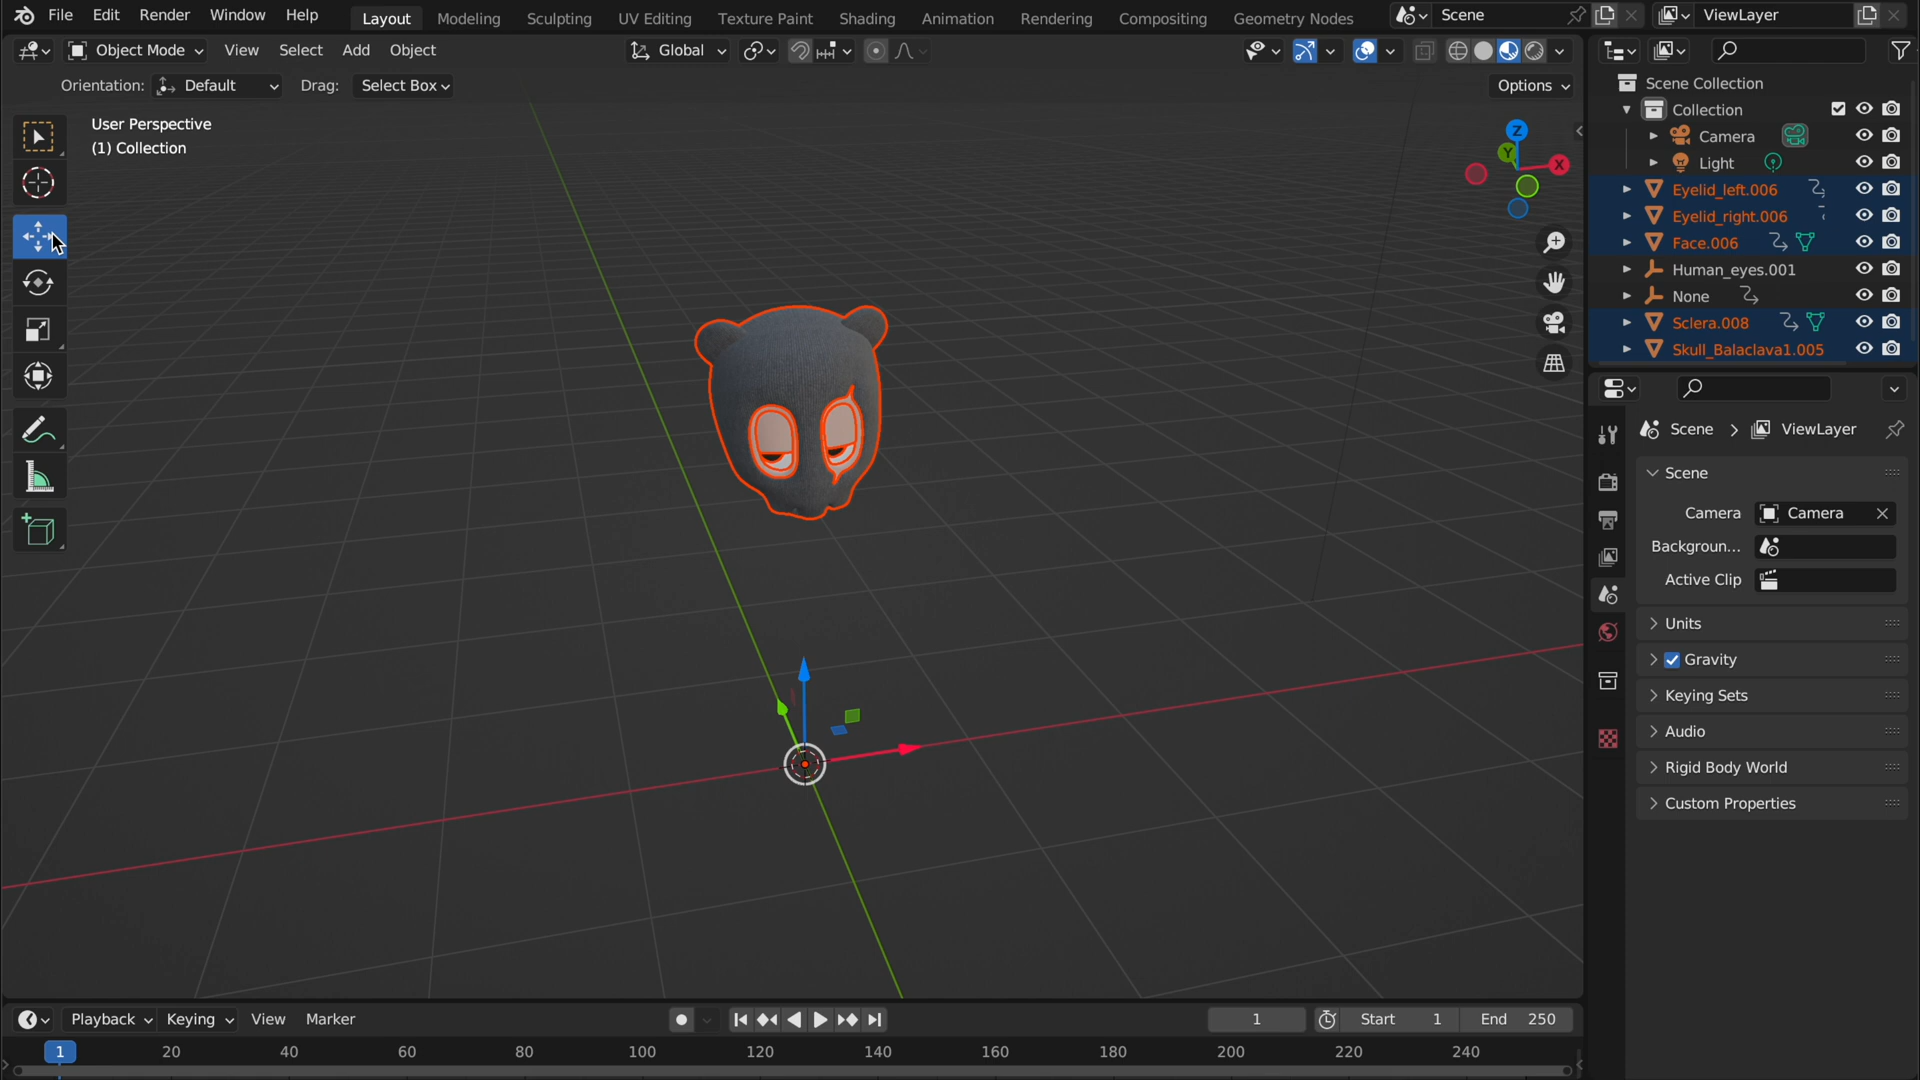 File Edit Render Window Help Layout Modeling Sculpting UV Editing Texture Paint Shading Animation Rendering Compositing Geometry Nodes Scene ViewLayer
Object Mode View Select Add Object Global
Orientation: Default Drag: Select Box Options
User Perspective
(1) Collection
Z
Y
X
Scene Collection
Collection
Camera
Light
Eyelid_left.006
Eyelid_right.006
Face.006
Human_eyes.001
None
Sclera.008
Skull_Balaclava1.005
Scene > ViewLayer
Scene
Camera Camera
Backgroun...
Active Clip
Units
Gravity
Keying Sets
Audio
Rigid Body World
Custom Properties
Playback Keying View Marker 1 Start 1 End 250
1 20 40 60 80 100 120 140 160 180 200 220 240